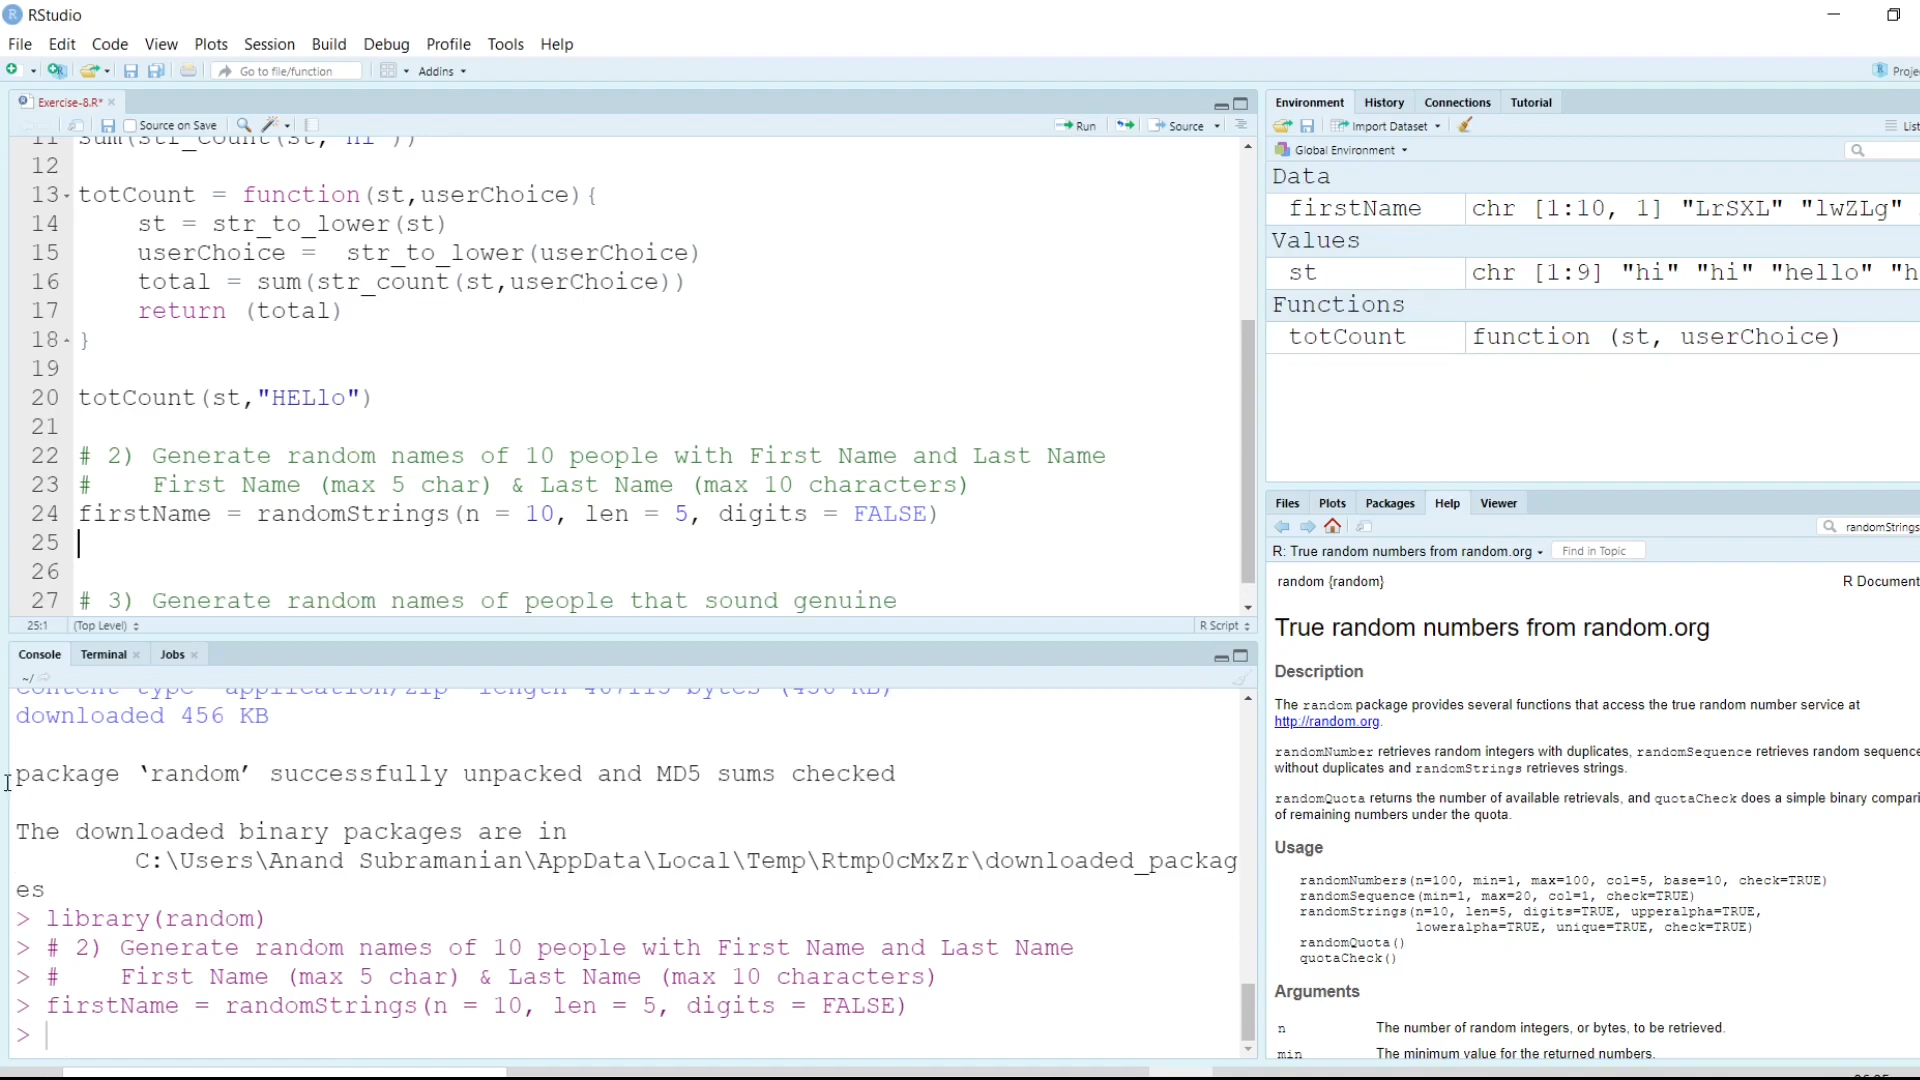 RStudio
File Edit Code View Plots Session Build Debug Profile Tools Help
Go to file/function Addins
Exercise-8.R*
Source on Save Run Source
11 sum(str_count(st,"hi"))
12
13 totCount = function(st,userChoice){
14 st = str_to_lower(st)
15 userChoice = str_to_lower(userChoice)
16 total = sum(str_count(st,userChoice))
17 return (total)
18 }
19
20 totCount(st,"HELlo")
21
22 # 2) Generate random names of 10 people with First Name and Last Name
23 # First Name (max 5 char) & Last Name (max 10 characters)
24 firstName = randomStrings(n = 10, len = 5, digits = FALSE)
25
26
27 # 3) Generate random names of people that sound genuine
25:1 (Top Level) R Script
Console Terminal Jobs
~/
downloaded 456 KB
package ‘random’ successfully unpacked and MD5 sums checked
The downloaded binary packages are in
C:\Users\Anand Subramanian\AppData\Local\Temp\Rtmp0cMxZr\downloaded_packag
es
> library(random)
> # 2) Generate random names of 10 people with First Name and Last Name
> # First Name (max 5 char) & Last Name (max 10 characters)
> firstName = randomStrings(n = 10, len = 5, digits = FALSE)
>
Proje
Environment History Connections Tutorial
Import Dataset List
Global Environment
Data
firstName chr [1:10, 1] "LrSXL" "lwZLg"
Values
st chr [1:9] "hi" "hi" "hello" "h
Functions
totCount function (st, userChoice)
Files Plots Packages Help Viewer
randomStrings
R: True random numbers from random.org Find in Topic
random {random} R Document
True random numbers from random.org
Description
The random package provides several functions that access the true random number service at
http://random.org.
randomNumber retrieves random integers with duplicates, randomSequence retrieves random sequence
without duplicates and randomStrings retrieves strings.
randomQuota returns the number of available retrievals, and quotaCheck does a simple binary compari
of remaining numbers under the quota.
Usage
randomNumbers(n=100, min=1, max=100, col=5, base=10, check=TRUE)
randomSequence(min=1, max=20, col=1, check=TRUE)
randomStrings(n=10, len=5, digits=TRUE, upperalpha=TRUE,
loweralpha=TRUE, unique=TRUE, check=TRUE)
randomQuota()
quotaCheck()
Arguments
n The number of random integers, or bytes, to be retrieved.
min The minimum value for the returned numbers.